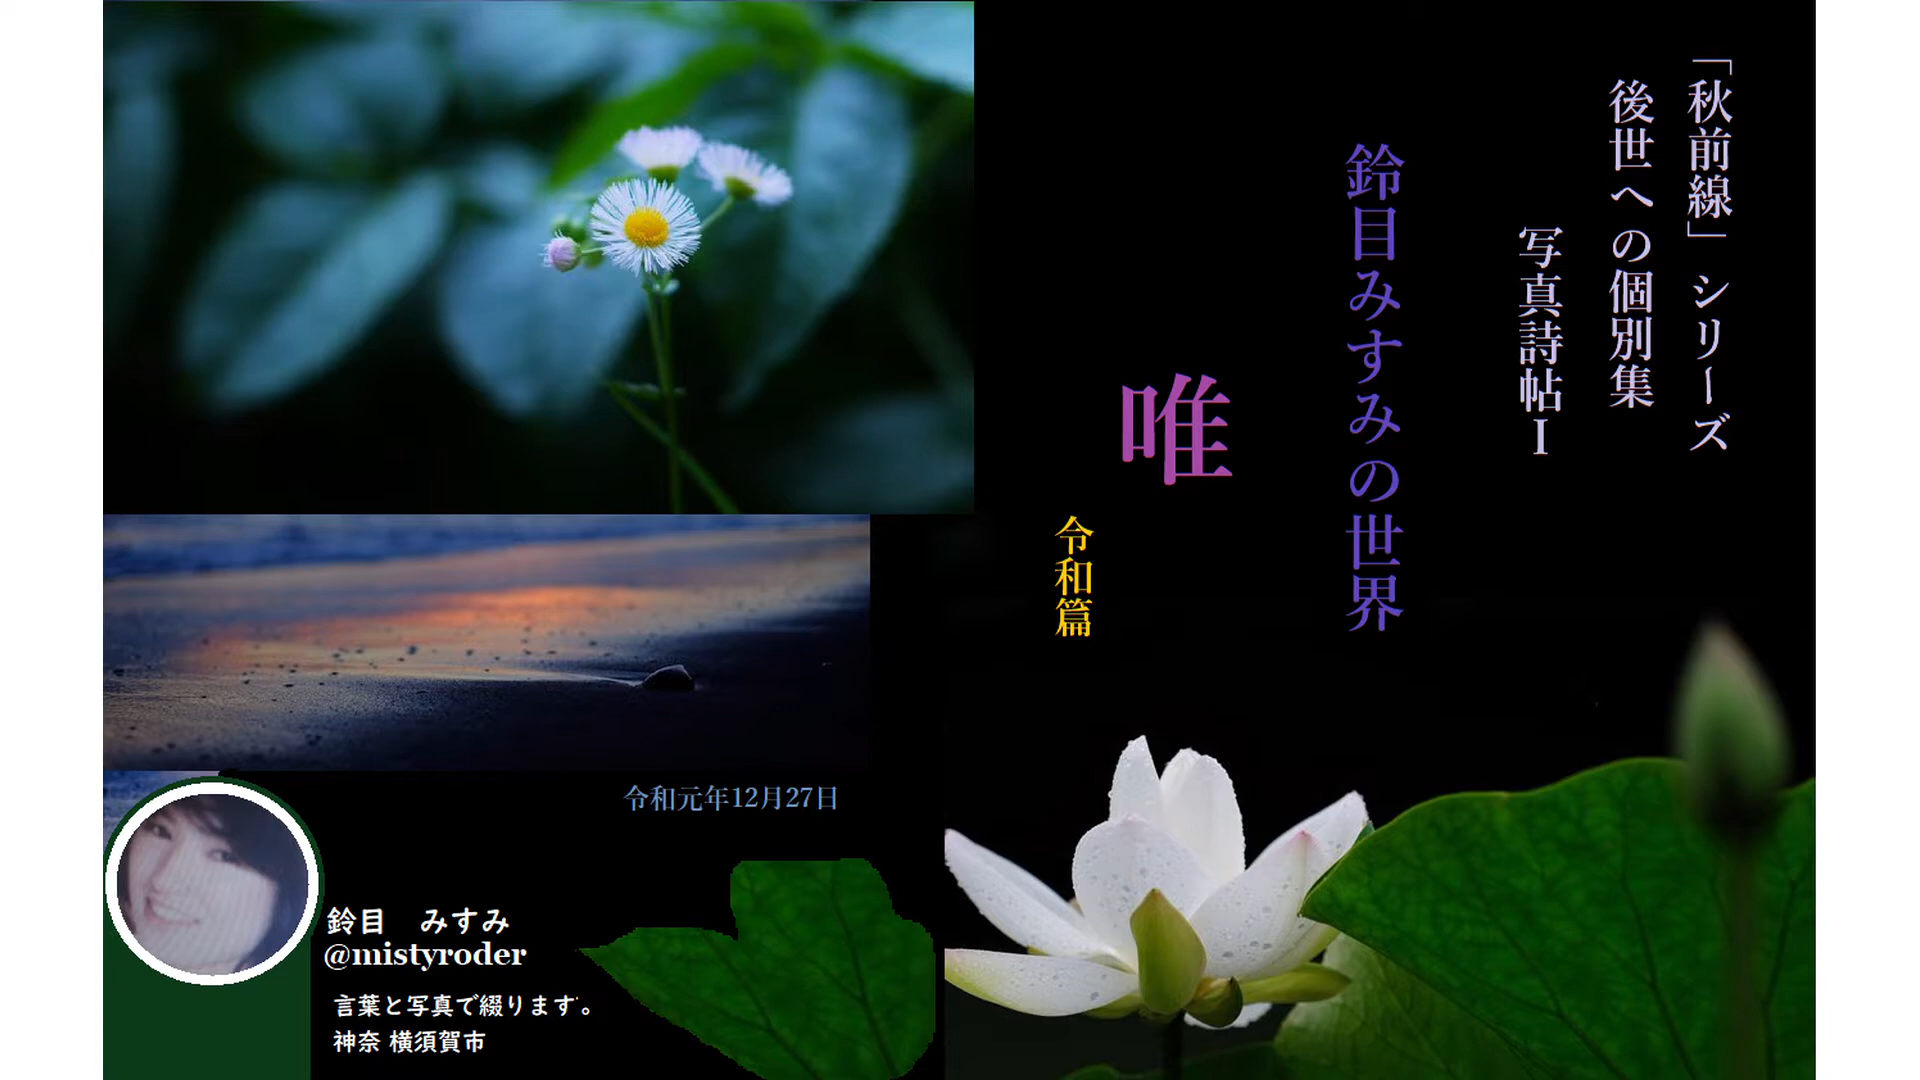 「秋前線」シリーズ
後世への個別集
写真詩帖Ⅰ
鈴目みすみの世界
唯
令和篇
令和元年12月27日
鈴目　みすみ
@mistyroder
言葉と写真で綴ります。
神奈 横須賀市